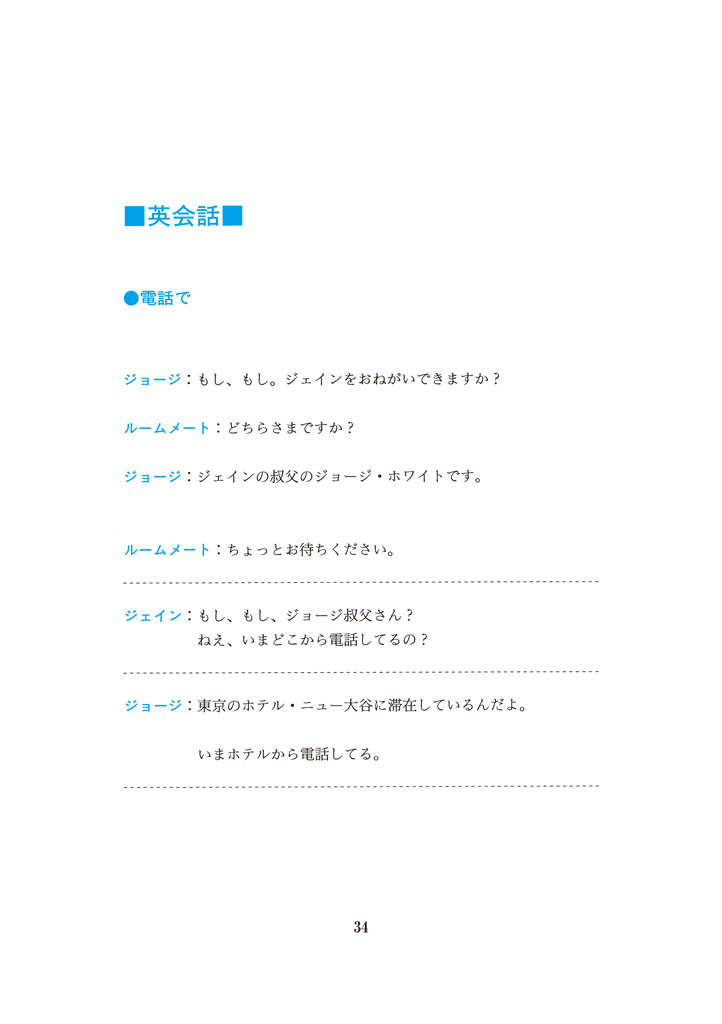 ■英会話■
●電話で
ジョージ：もし、もし。ジェインをおねがいできますか？
ルームメート：どちらさまですか？
ジョージ：ジェインの叔父のジョージ・ホワイトです。
ルームメート：ちょっとお待ちください。
ジェイン：もし、もし、ジョージ叔父さん？
ねえ、いまどこから電話してるの？
ジョージ：東京のホテル・ニュー大谷に滞在しているんだよ。
いまホテルから電話してる。
34